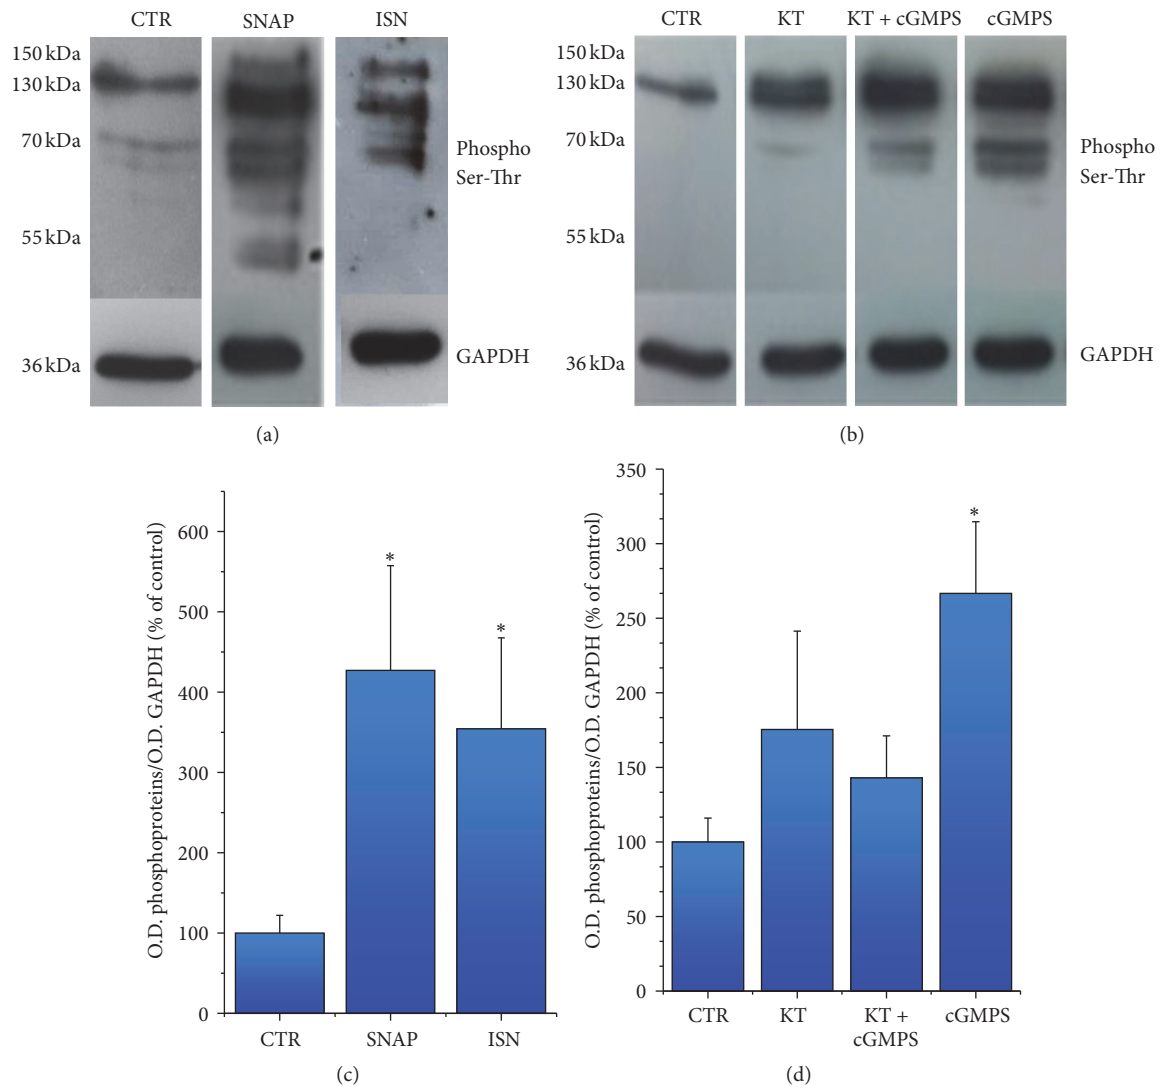 CTR SNAP ISN
150 kDa
130 kDa
70 kDa
55 kDa
36 kDa
Phospho
Ser-Thr
GAPDH
(a)
CTR KT KT + cGMPS cGMPS
150 kDa
130 kDa
70 kDa
55 kDa
36 kDa
Phospho
Ser-Thr
GAPDH
(b)
O.D. phosphoproteins/O.D. GAPDH (% of control)
600
500
400
300
200
100
0
*
*
CTR SNAP ISN
(c)
O.D. phosphoproteins/O.D. GAPDH (% of control)
350
300
250
200
150
100
50
0
*
CTR KT KT + cGMPS
cGMPS
(d)